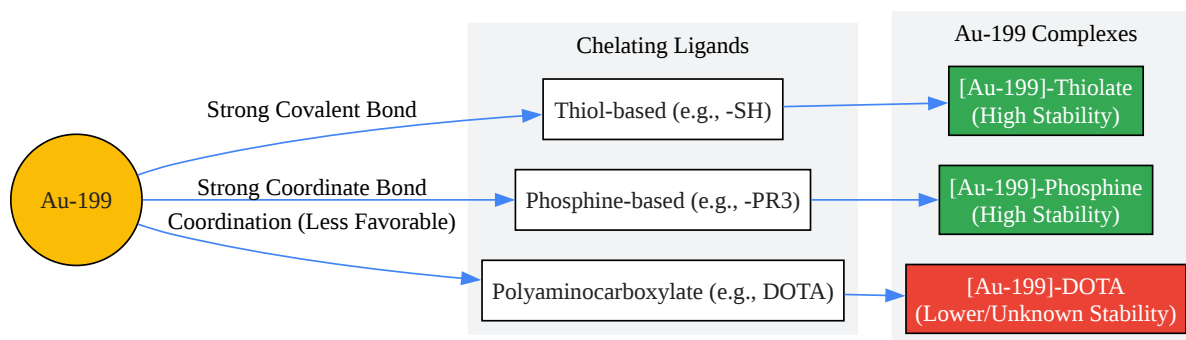 Chelating Ligands
Au-199 Complexes
Au-199
Strong Covalent Bond
Thiol-based (e.g., -SH)
[Au-199]-Thiolate
(High Stability)
Strong Coordinate Bond
Phosphine-based (e.g., -PR3)
[Au-199]-Phosphine
(High Stability)
Coordination (Less Favorable)
Polyaminocarboxylate (e.g., DOTA)
[Au-199]-DOTA
(Lower/Unknown Stability)